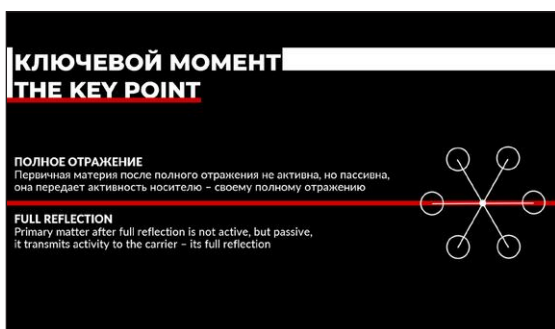 КЛЮЧЕВОЙ МОМЕНТ
THE KEY POINT
ПОЛНОЕ ОТРАЖЕНИЕ
Первичная материя после полного отражения не активна, но пассивна,
она передает активность носителю – своему полному отражению
FULL REFLECTION
Primary matter after full reflection is not active, but passive,
it transmits activity to the carrier – its full reflection